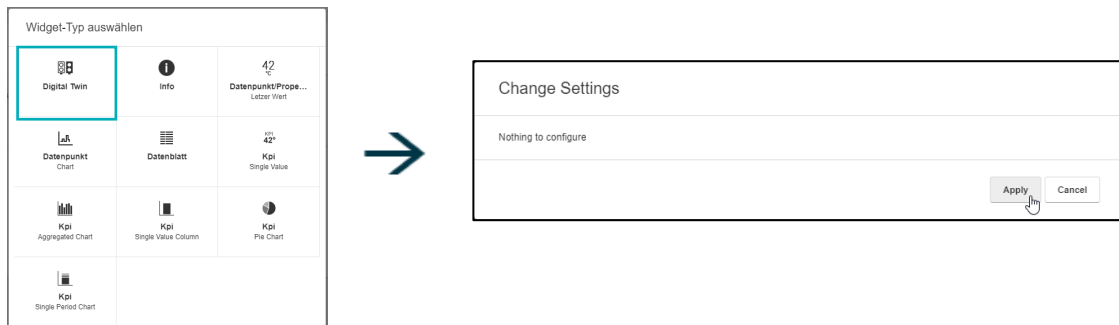 Widget-Typ auswählen
Digital Twin
Info
42
°C
Datenpunkt/Prope...
Letzer Wert
Datenpunkt
Chart
Datenblatt
KPI
42°
Kpi
Single Value
Kpi
Aggregated Chart
Kpi
Single Value Column
Kpi
Pie Chart
Kpi
Single Period Chart
Change Settings
Nothing to configure
Apply
Cancel